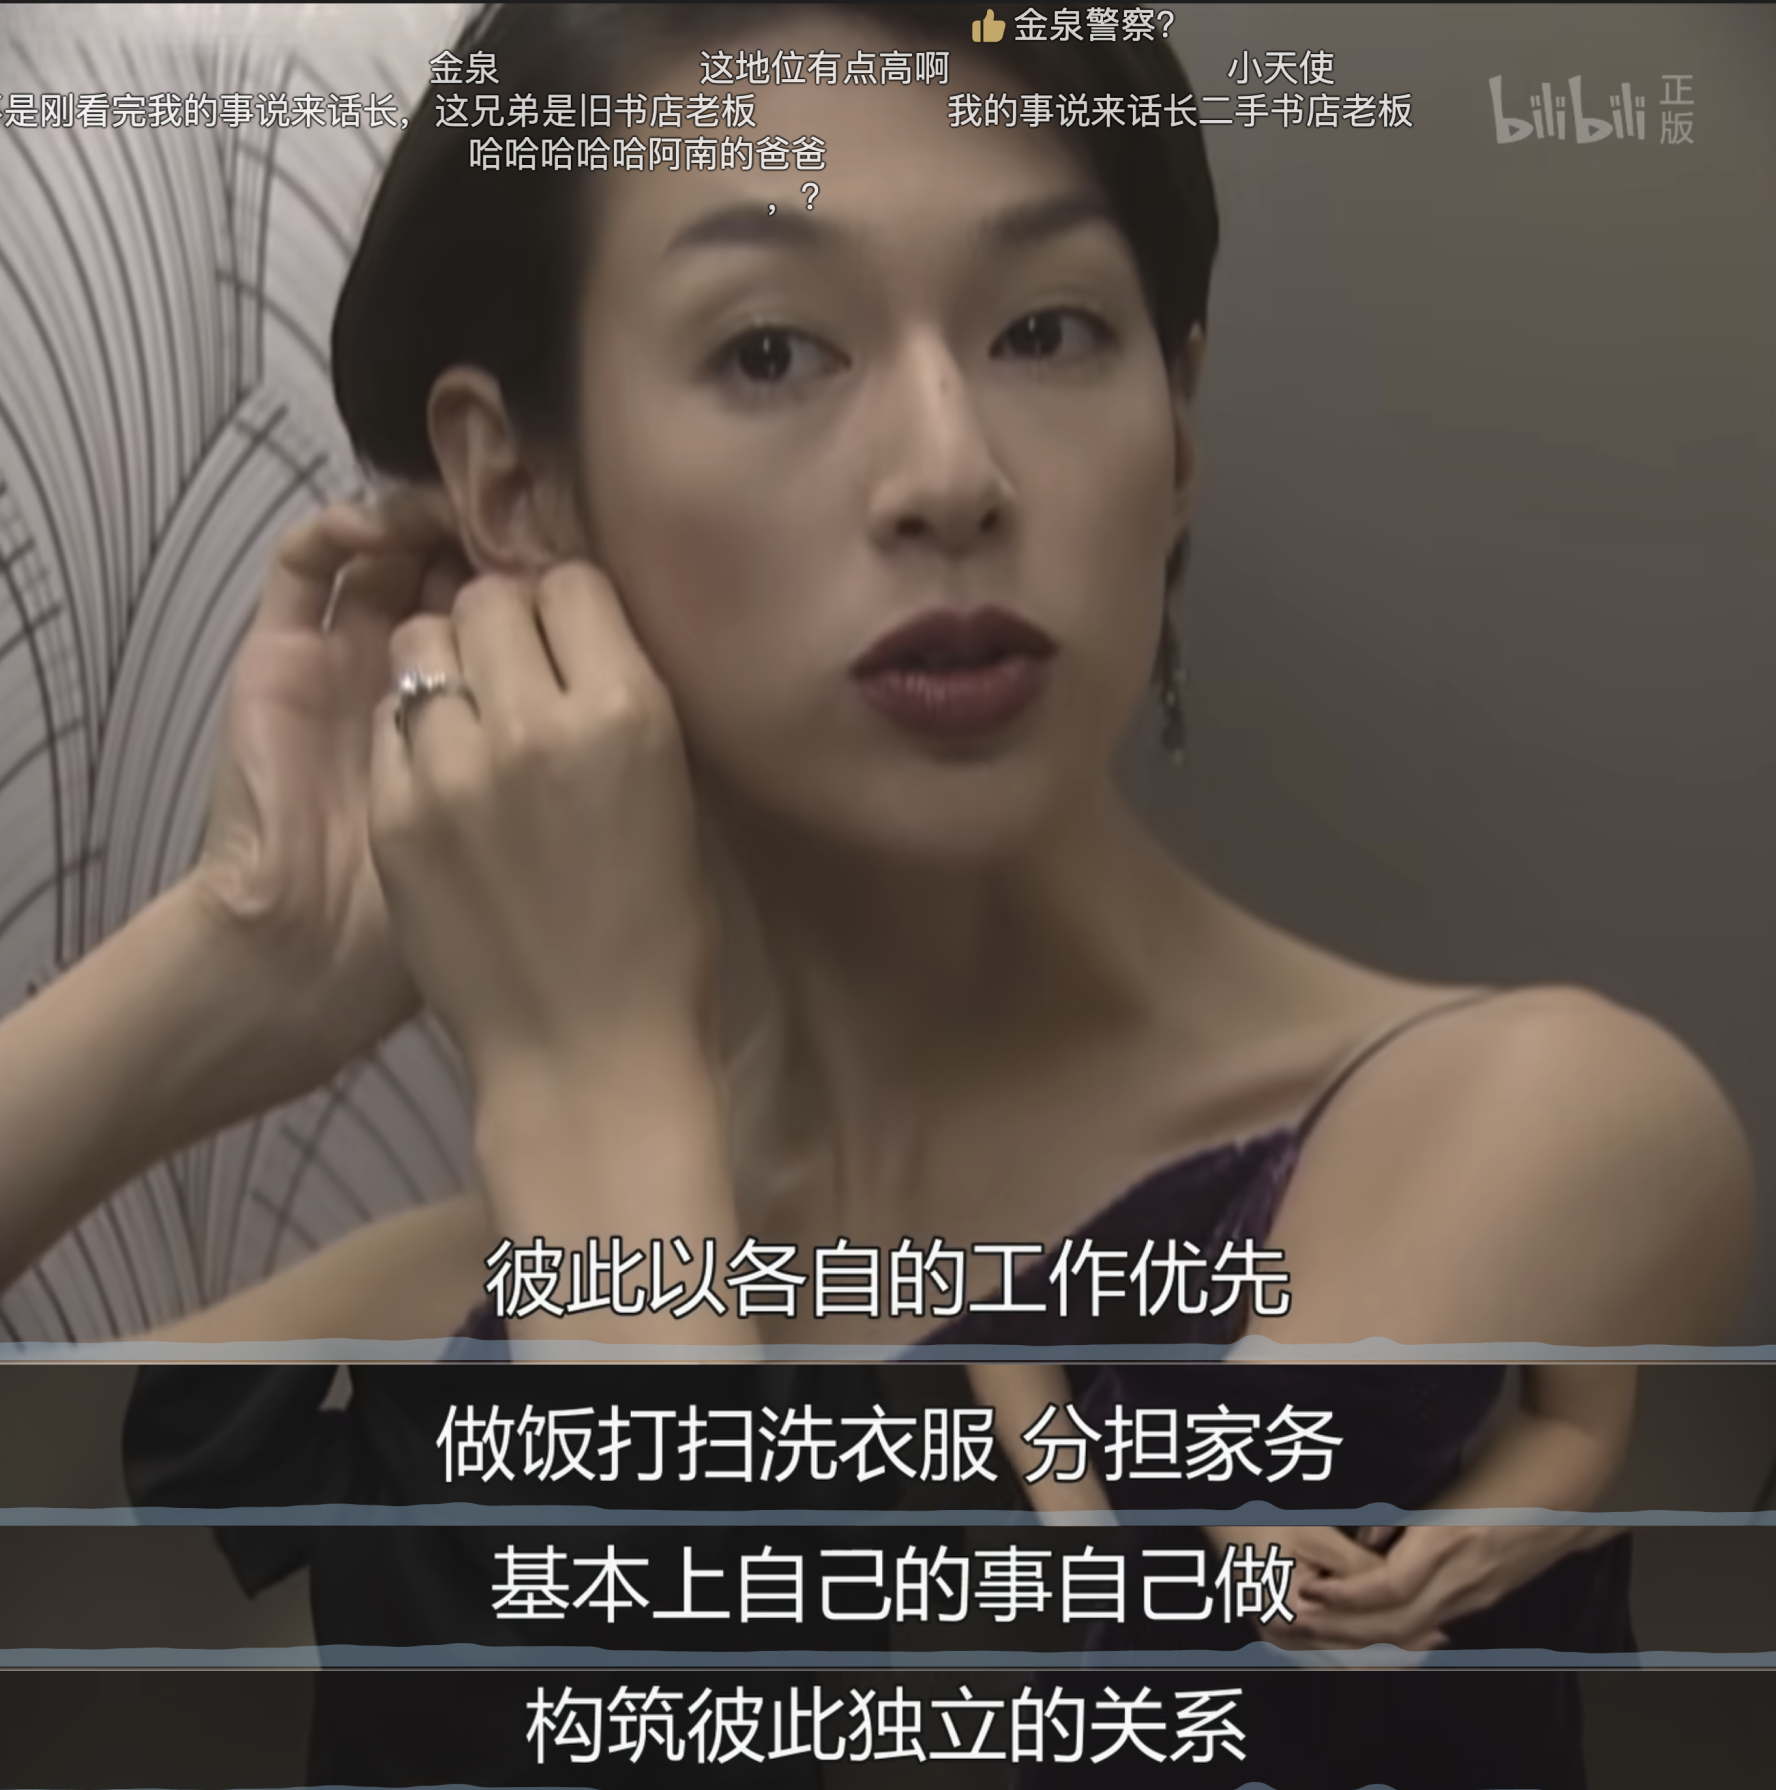 金泉警察?
金泉 这地位有点高啊 小天使
是刚看完我的事说来话长，这兄弟是旧书店老板 我的事说来话长二手书店老板
bilibili 正版
哈哈哈哈哈阿南的爸爸
，？
彼此以各自的工作优先
做饭打扫洗衣服 分担家务
基本上自己的事自己做
构筑彼此独立的关系